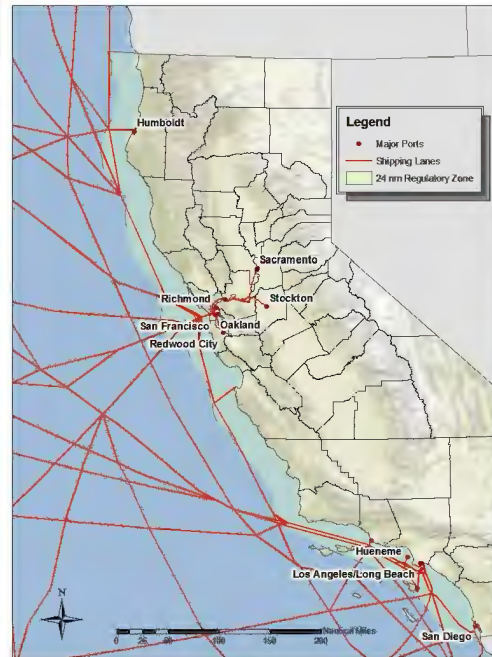 Humboldt
Legend
Major Ports
Shipping Lanes
24 nm Regulatory Zone
Sacramento
Richmond
Stockton
San Francisco
Oakland
Redwood City
Hueneme
Los Angeles/Long Beach
San Diego
N
Nautical Miles
0 25 50 100 150 200